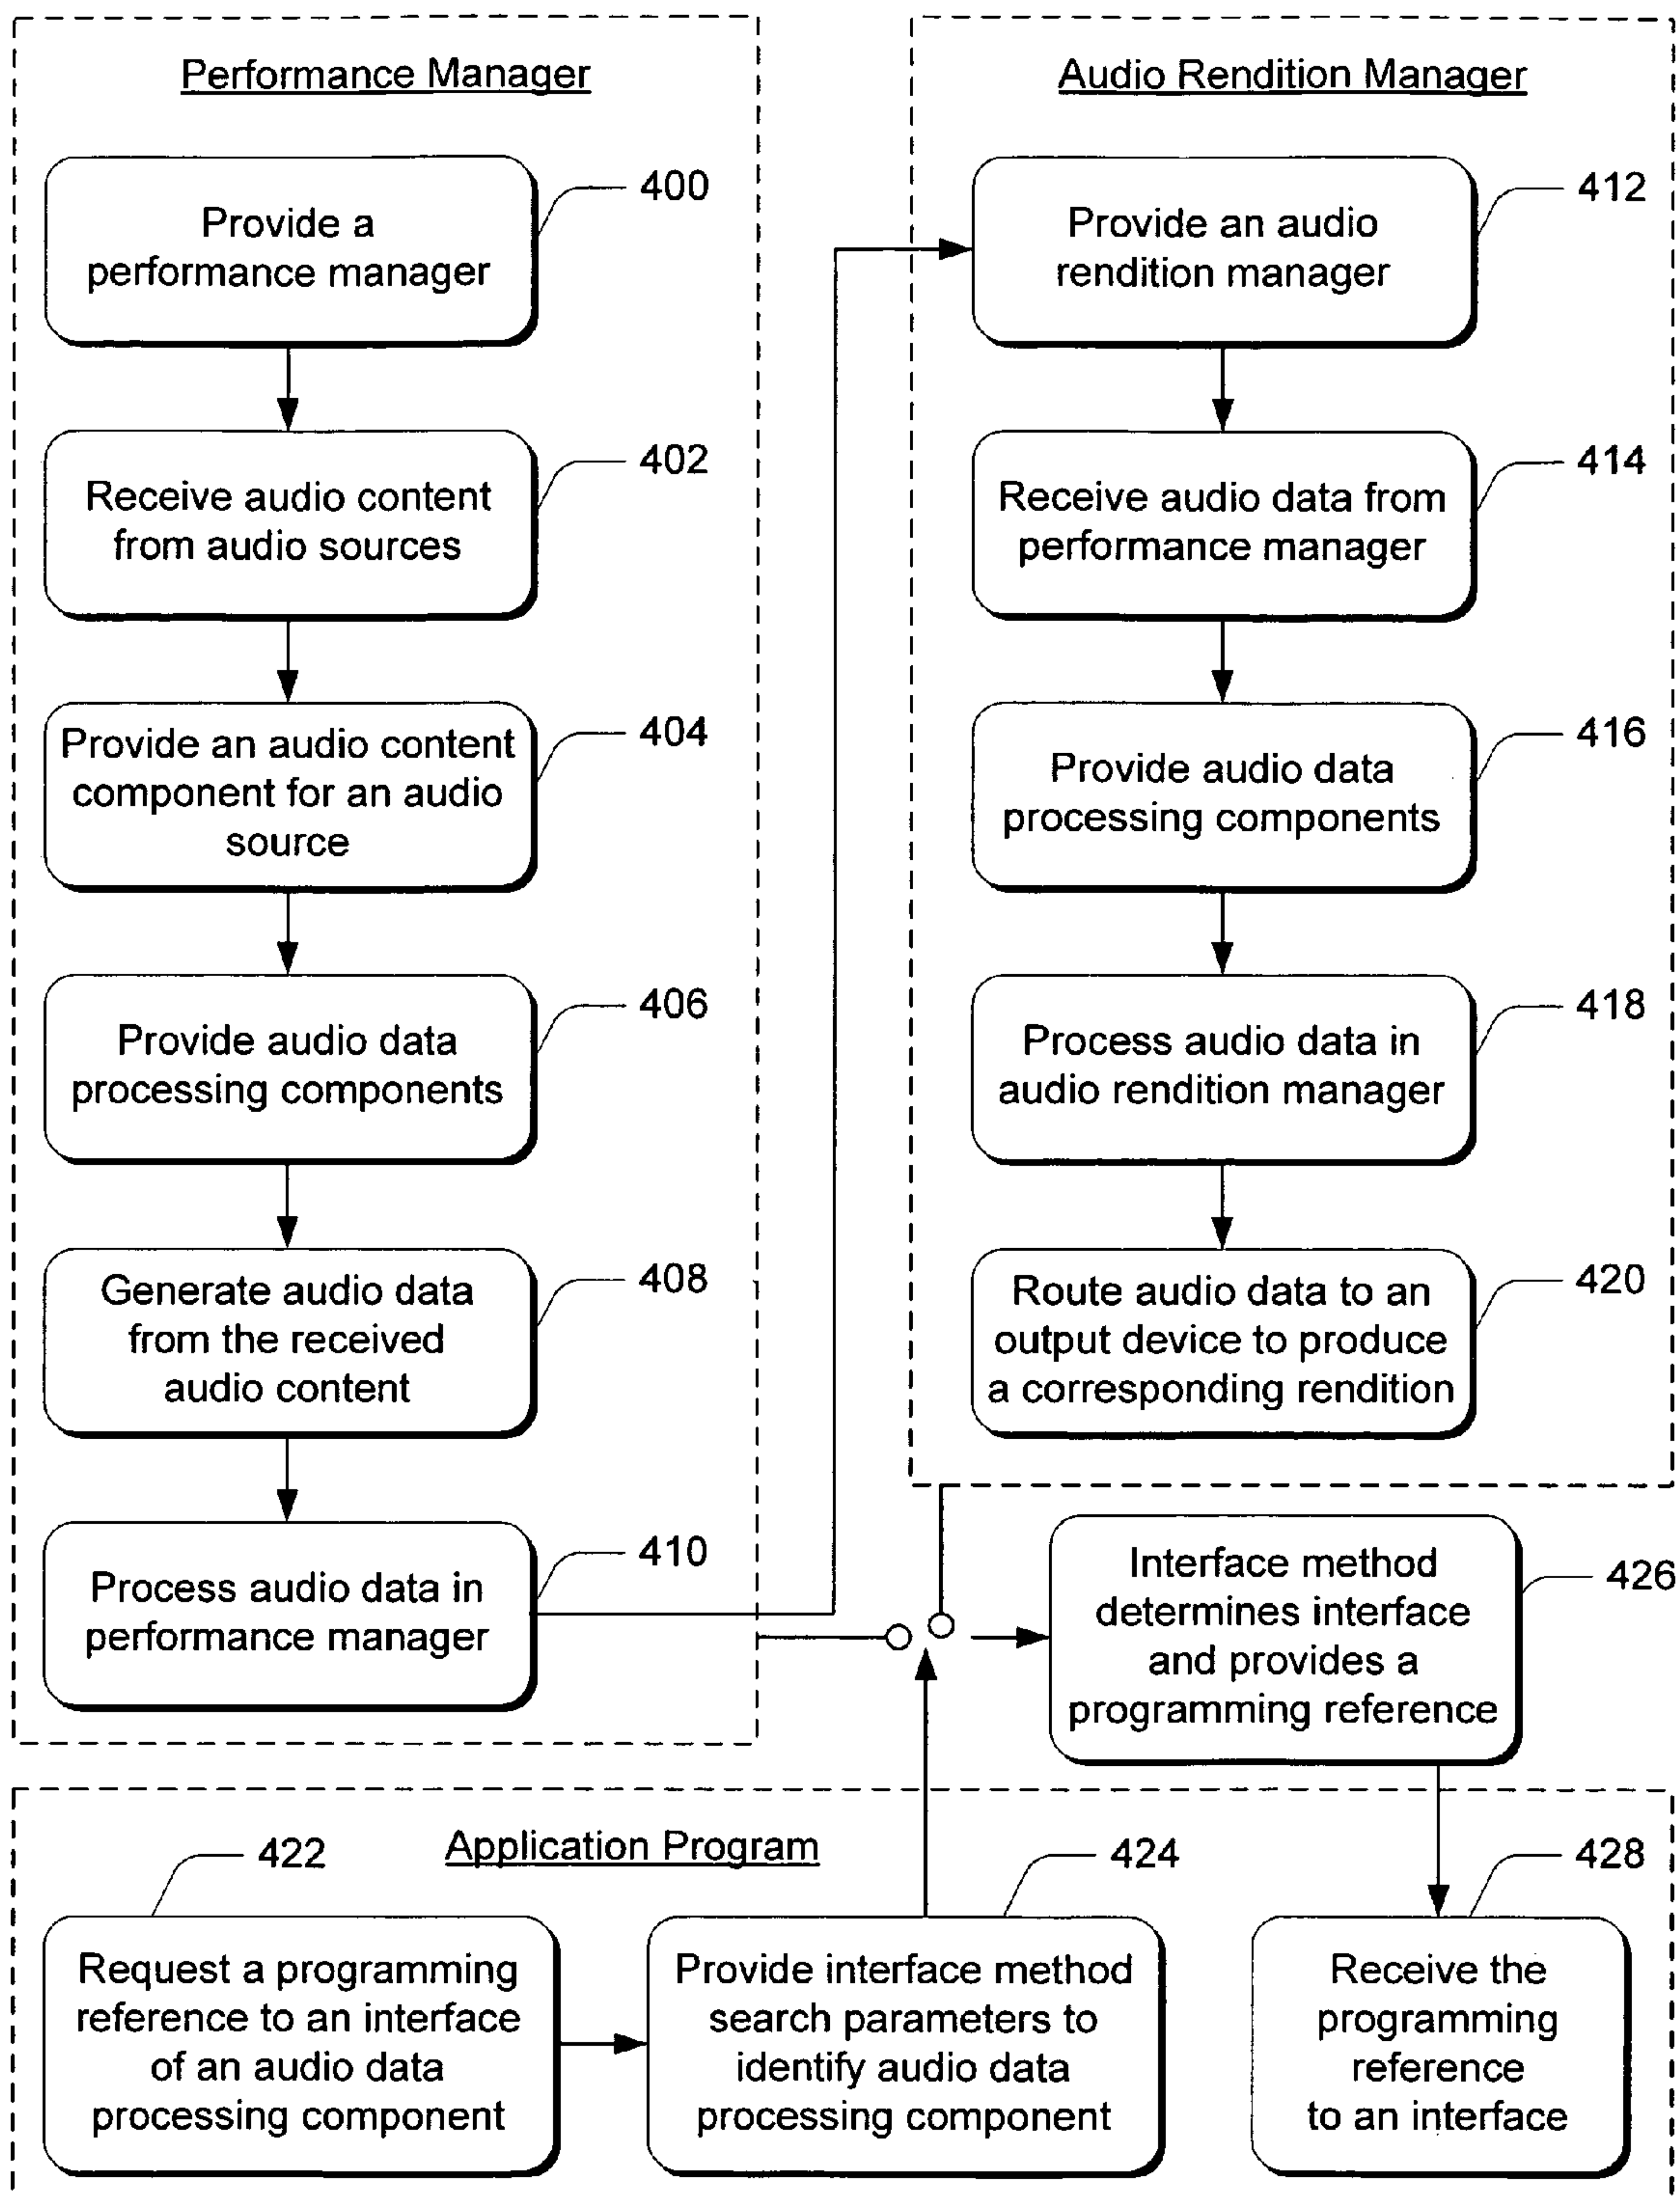 Performance Manager
Provide a
performance manager
400
Receive audio content
from audio sources
402
Provide an audio content
component for an audio
source
404
Provide audio data
processing components
406
Generate audio data
from the received
audio content
408
Process audio data in
performance manager
410
Audio Rendition Manager
Provide an audio
rendition manager
412
Receive audio data from
performance manager
414
Provide audio data
processing components
416
Process audio data in
audio rendition manager
418
Route audio data to an
output device to produce
a corresponding rendition
420
Interface method
determines interface
and provides a
programming reference
426
Application Program
422
Request a programming
reference to an interface
of an audio data
processing component
424
Provide interface method
search parameters to
identify audio data
processing component
428
Receive the
programming
reference
to an interface